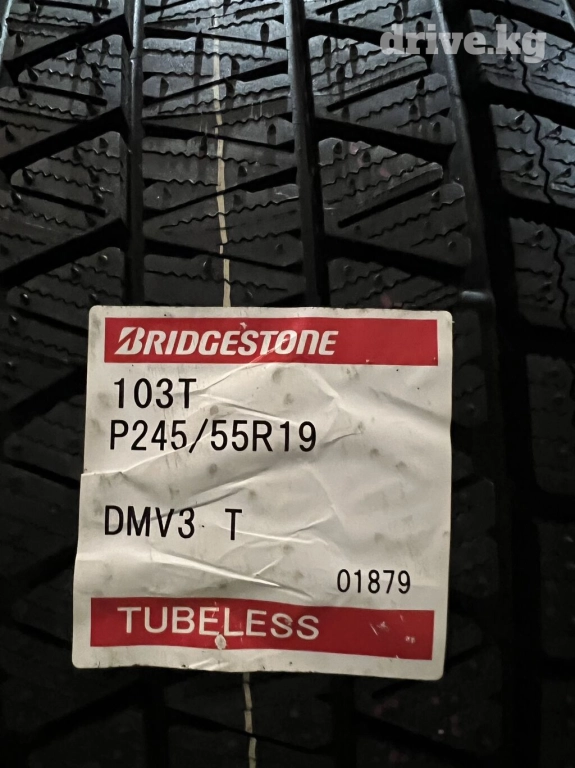 drive.kg
BRIDGESTONE
103T
P245/55R19
DMV3 T
01879
TUBELESS